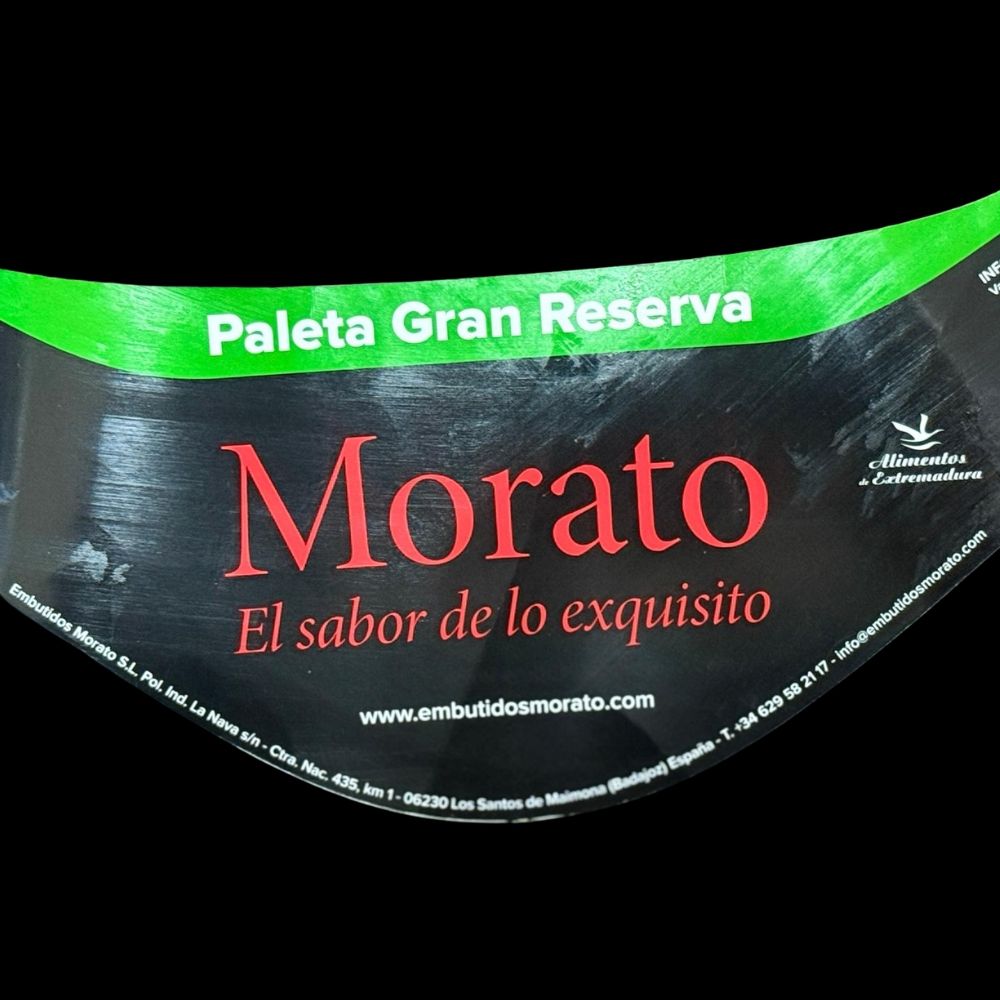 Paleta Gran Reserva
INF
Morato
Alimentos
de Extremadura
El sabor de lo exquisito
www.embutidosmorato.com
Embutidos Morato S.L. Pol. Ind. La Nava s/n - Ctra. Nac. 435, km 1 - 06230 Los Santos de Maimona (Badajoz) España - T. +34 629 58 21 17 - info@embutidosmorato.com